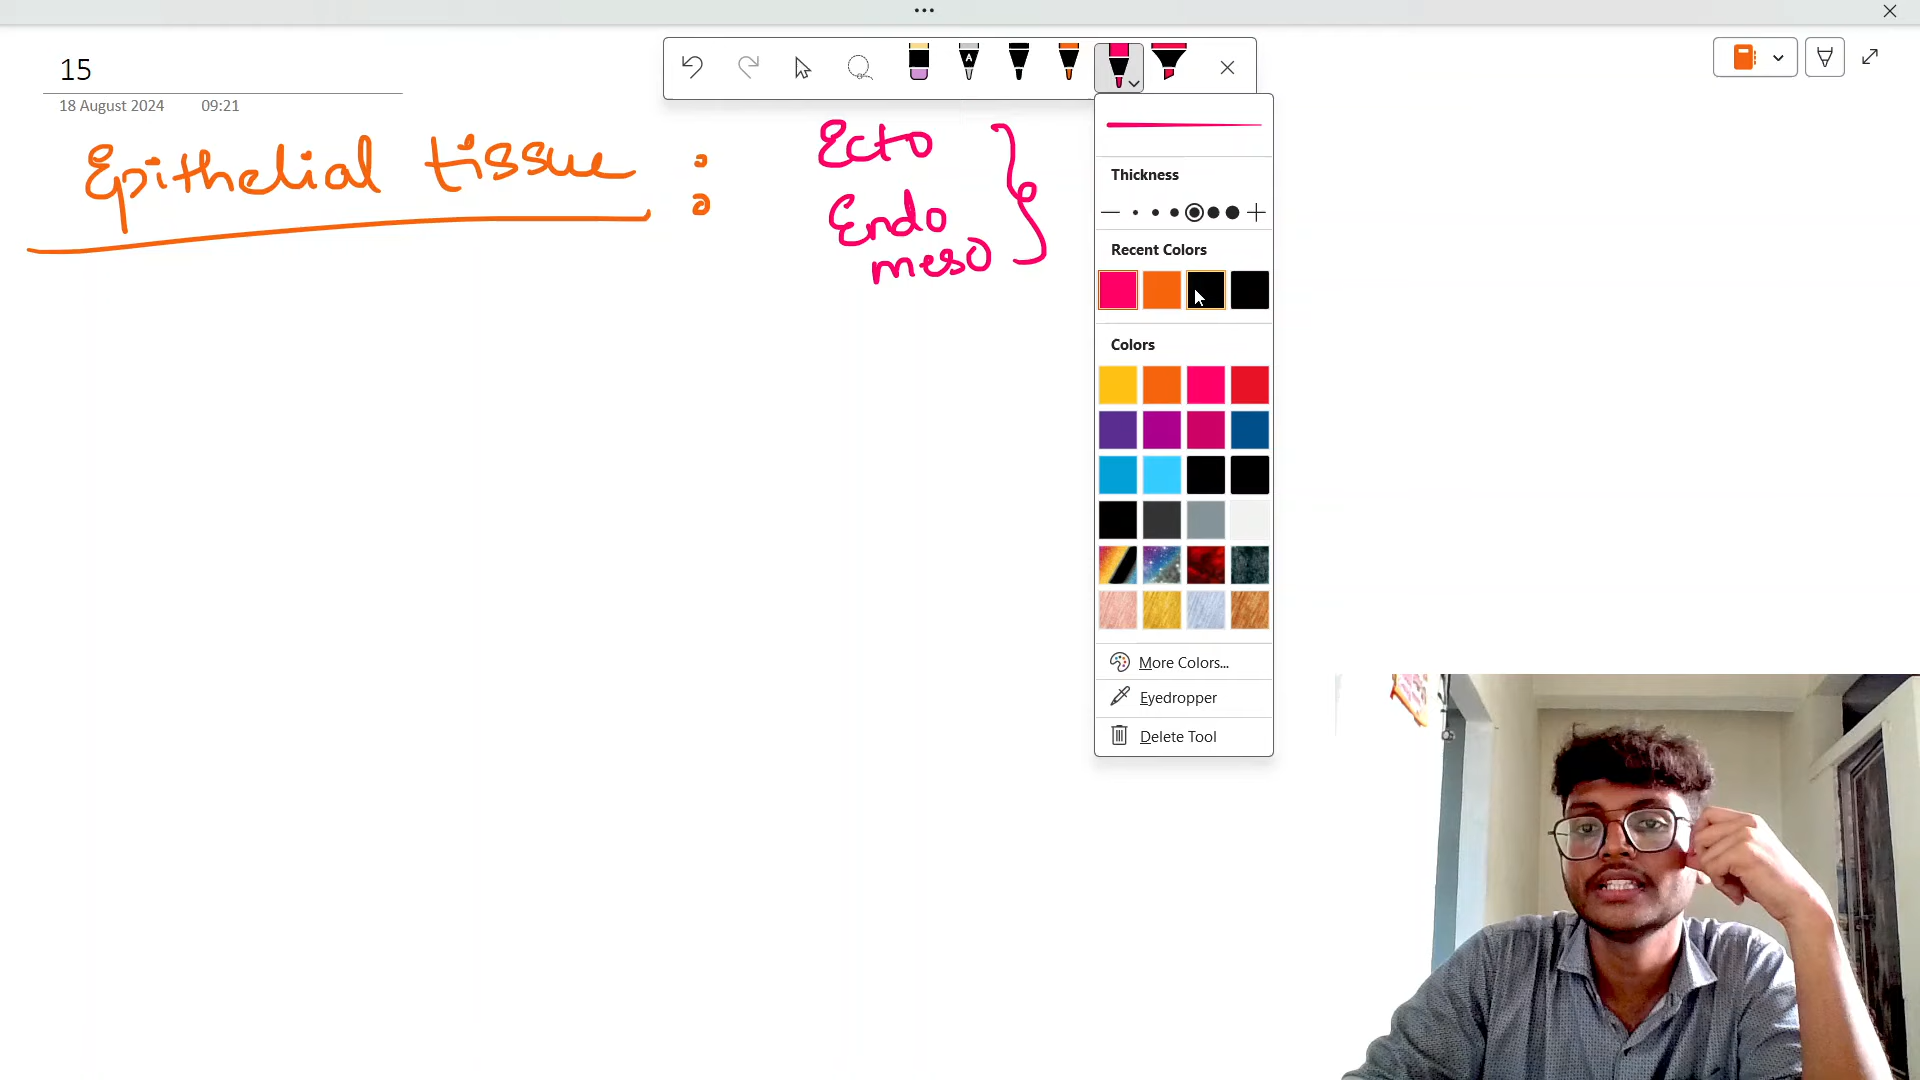 15
18 August 2024 09:21
Epithelial tissue :
Ecto
Endo
meso
A
Thickness
Recent Colors
Colors
More Colors...
Eyedropper
Delete Tool